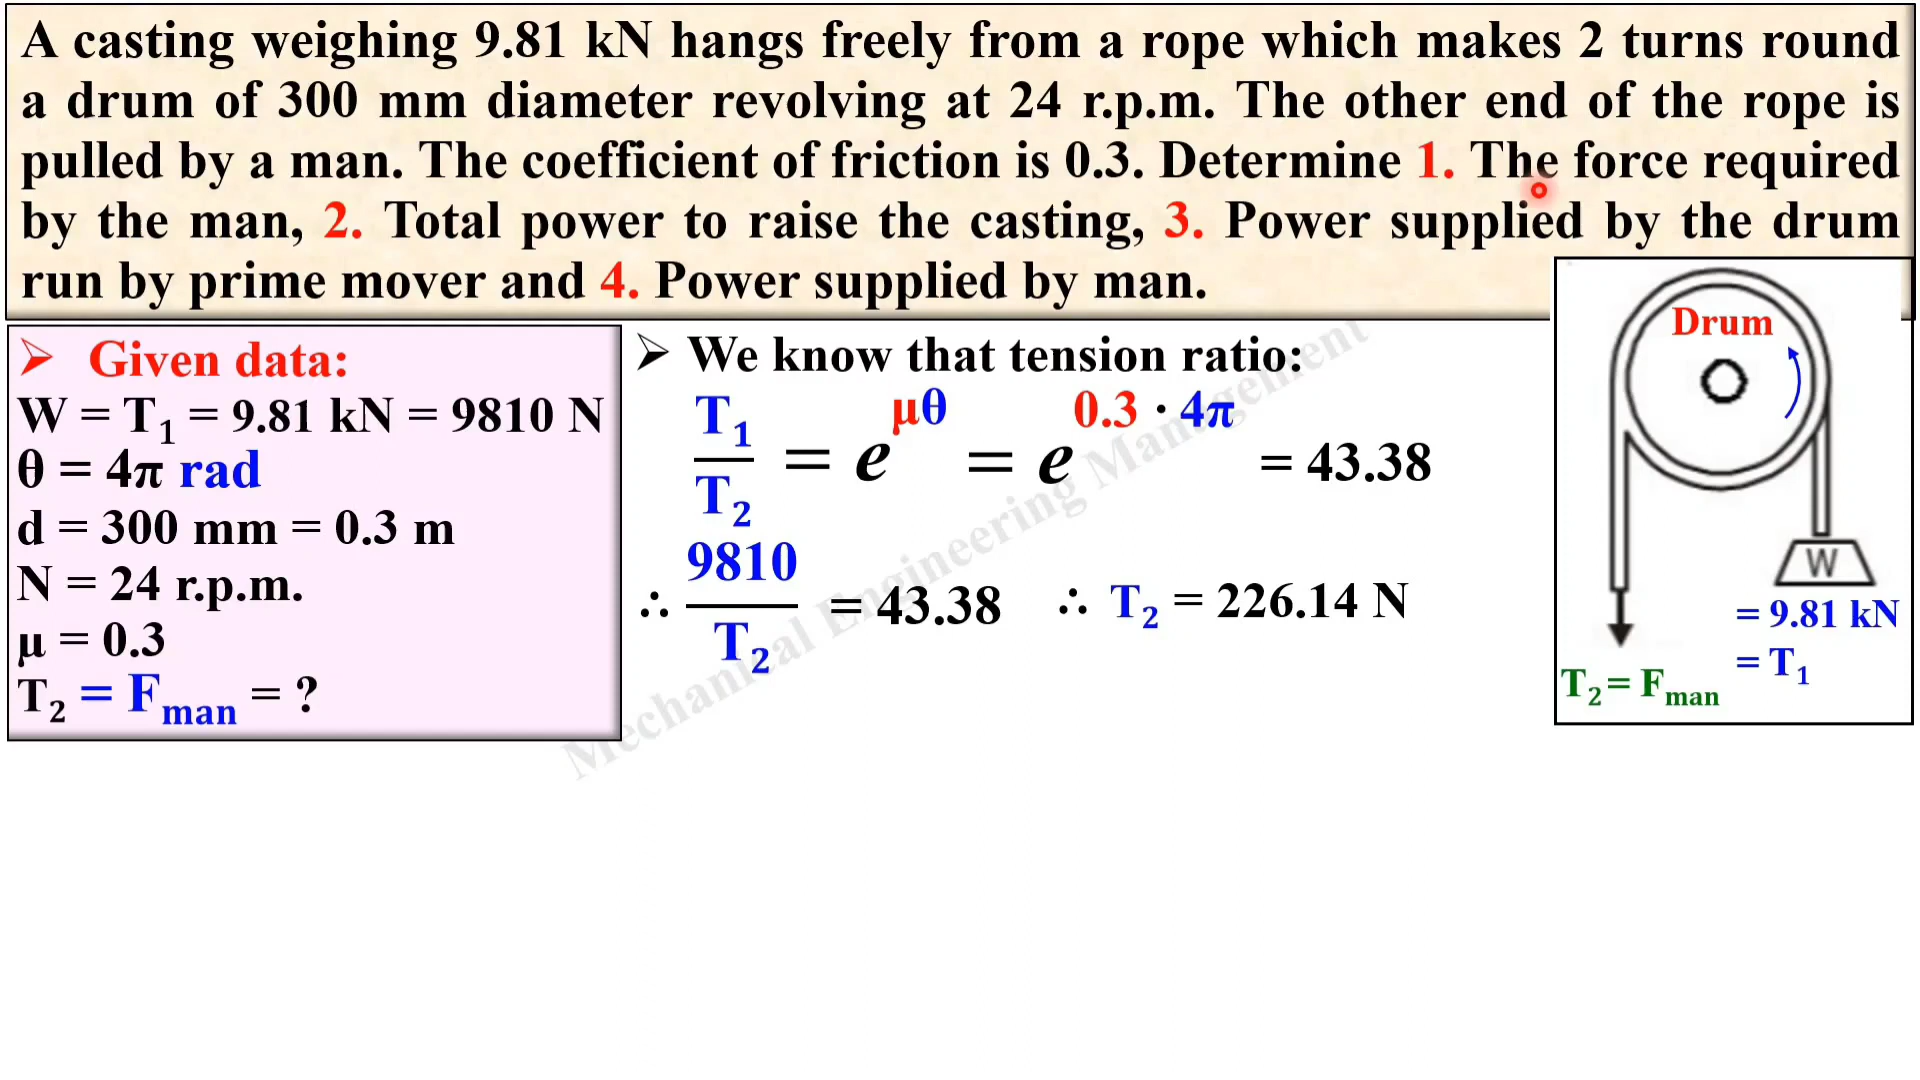 A casting weighing 9.81 kN hangs freely from a rope which makes 2 turns round
a drum of 300 mm diameter revolving at 24 r.p.m. The other end of the rope is
pulled by a man. The coefficient of friction is 0.3. Determine 1. The force required
by the man, 2. Total power to raise the casting, 3. Power supplied by the drum
run by prime mover and 4. Power supplied by man.
➢ Given data:
W = T₁ = 9.81 kN = 9810 N
θ = 4π rad
d = 300 mm = 0.3 m
N = 24 r.p.m.
μ = 0.3
T₂ = Fman = ?
➢ We know that tension ratio:
T₁/T₂ = e^μθ = e^0.3 · 4π = 43.38
∴ 9810/T₂ = 43.38 ∴ T₂ = 226.14 N
Drum
W
= 9.81 kN
= T₁
T₂ = Fman
Mechanical Engineering Management